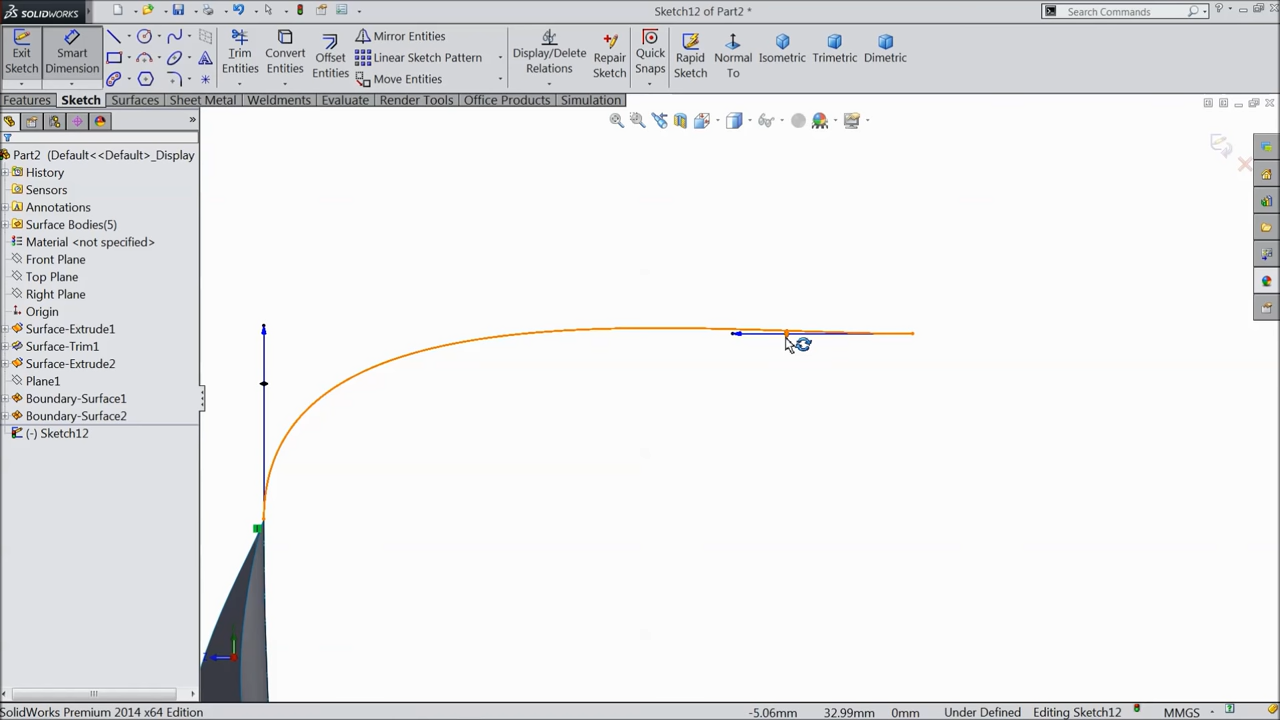 SOLIDWORKS
Sketch12 of Part2 *
Search Commands
Exit Sketch
Smart Dimension
Trim Entities
Convert Entities
Offset Entities
Mirror Entities
Linear Sketch Pattern
Move Entities
Display/Delete Relations
Repair Sketch
Quick Snaps
Rapid Sketch
Normal To
Isometric
Trimetric
Dimetric
Features
Sketch
Surfaces
Sheet Metal
Weldments
Evaluate
Render Tools
Office Products
Simulation
Part2 (Default<<Default>_Display
History
Sensors
Annotations
Surface Bodies(5)
Material <not specified>
Front Plane
Top Plane
Right Plane
Origin
Surface-Extrude1
Surface-Trim1
Surface-Extrude2
Plane1
Boundary-Surface1
Boundary-Surface2
(-) Sketch12
SOLIDWORKS Premium 2014 x64 Edition
-5.06mm
32.99mm
0mm
Under Defined
Editing Sketch12
MMGS